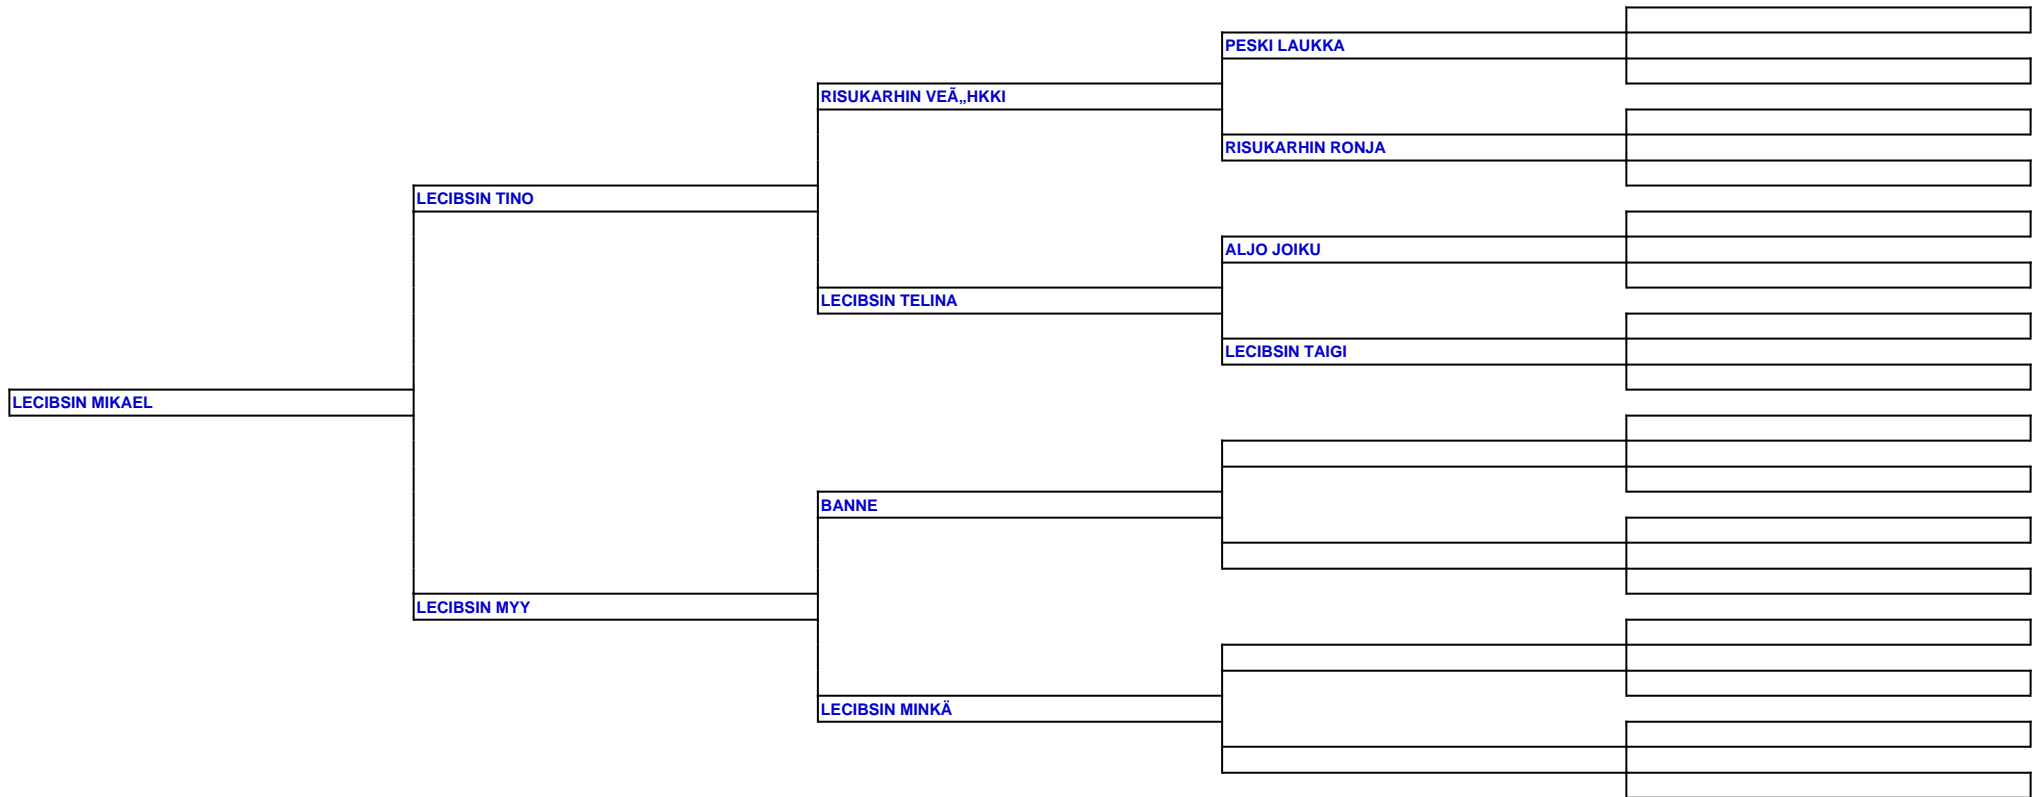 PESKI LAUKKA
RISUKARHIN VEÃ„HKKI
RISUKARHIN RONJA
LECIBSIN TINO
ALJO JOIKU
LECIBSIN TELINA
LECIBSIN TAIGI
LECIBSIN MIKAEL
BANNE
LECIBSIN MYY
LECIBSIN MINKÄ